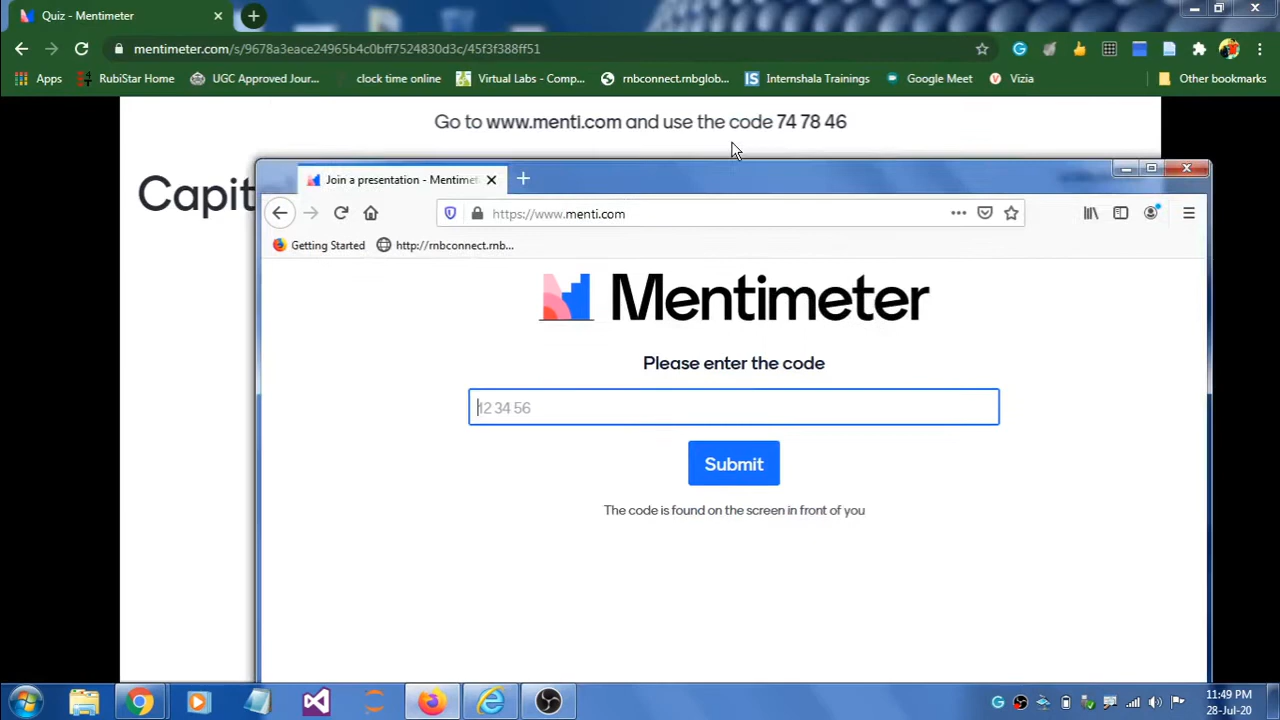 Quiz - Mentimeter
mentimeter.com/s/9678a3eace24965b4c0bff7524830d3c/45f3f388ff51
Apps RubiStar Home UGC Approved Jour... clock time online Virtual Labs - Comp... rnbconnect.rnbglob... IS Internshala Trainings Google Meet Vizia Other bookmarks
Go to www.menti.com and use the code 74 78 46
Capit
Join a presentation - Mentimet
https://www.menti.com
Getting Started http://rnbconnect.rnb...
Mentimeter
Please enter the code
12 34 56
Submit
The code is found on the screen in front of you
11:49 PM
28-Jul-20